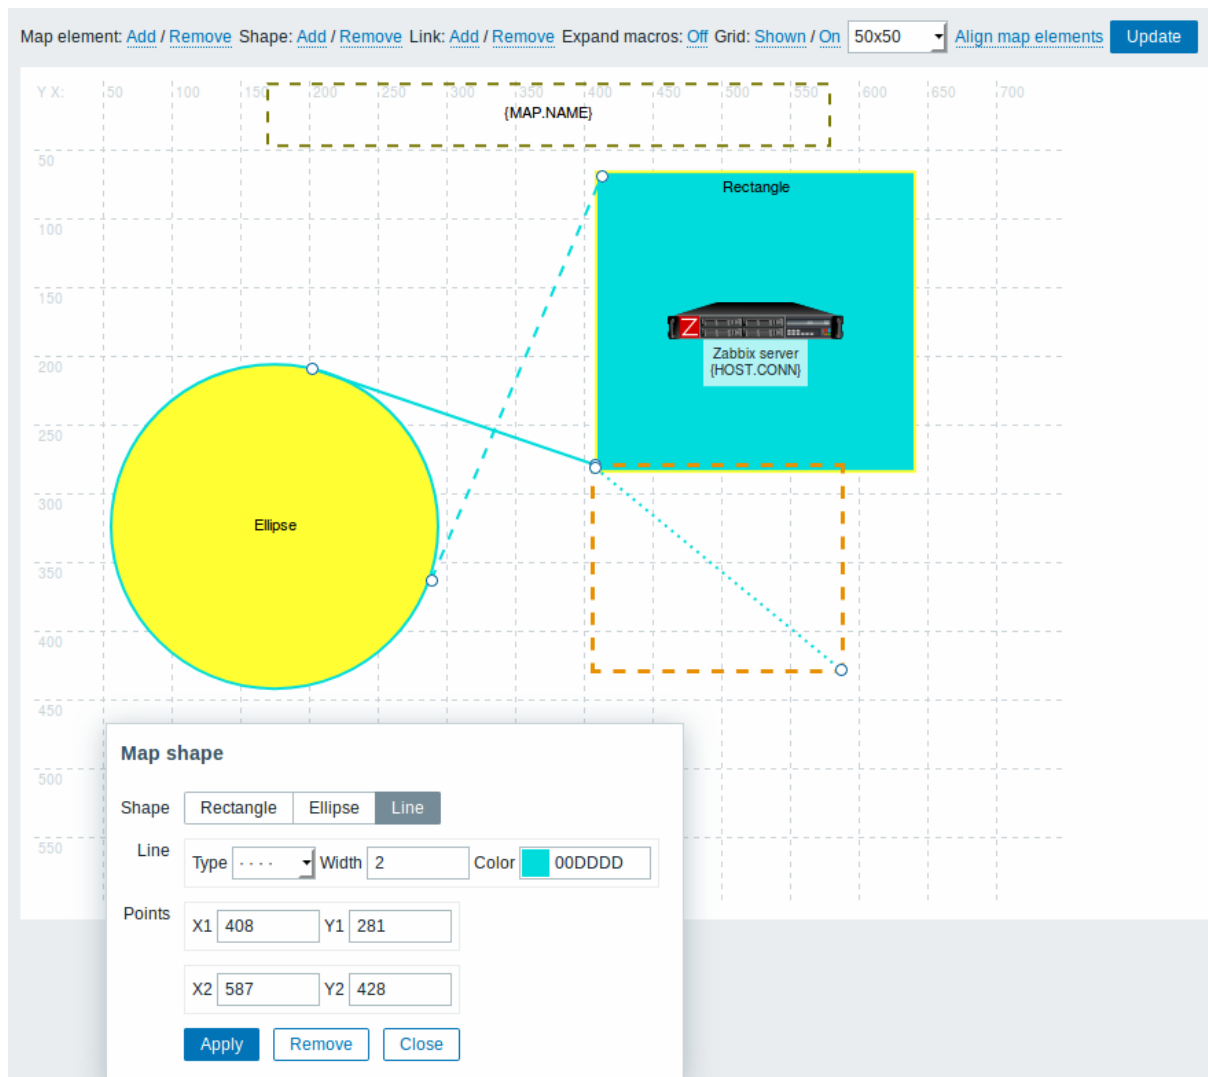 Map element: Add / Remove Shape: Add / Remove Link: Add / Remove Expand macros: Off Grid: Shown / On 50x50 Align map elements Update
Y X: 50 100 150 200 250 300 350 400 450 500 550 600 650 700
{MAP.NAME}
50
Rectangle
100
150
Z
Zabbix server
200
{HOST.CONN}
250
300
Ellipse
350
400
450
Map shape
500
Shape Rectangle Ellipse Line
550
Line Type Width 2 Color 00DDDD
Points X1 408 Y1 281
X2 587 Y2 428
Apply Remove Close